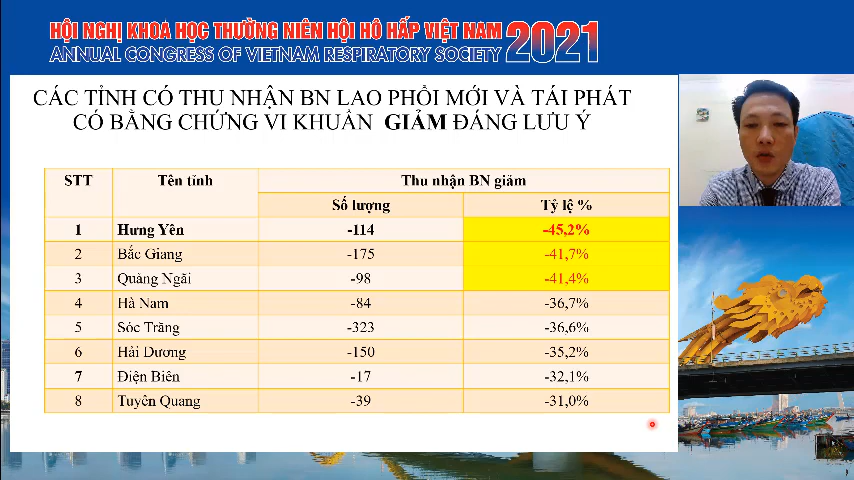 HỘI NGHỊ KHOA HỌC THƯỜNG NIÊN HỘI HÔ HẤP VIỆT NAM 2021
ANNUAL CONGRESS OF VIETNAM RESPIRATORY SOCIETY
CÁC TỈNH CÓ THU NHẬN BN LAO PHỔI MỚI VÀ TÁI PHÁT
CÓ BẰNG CHỨNG VI KHUẨN GIẢM ĐÁNG LƯU Ý
STT Tên tỉnh Thu nhận BN giảm
Số lượng Tỷ lệ %
1 Hưng Yên -114 -45,2%
2 Bắc Giang -175 -41,7%
3 Quảng Ngãi -98 -41,4%
4 Hà Nam -84 -36,7%
5 Sóc Trăng -323 -36,6%
6 Hải Dương -150 -35,2%
7 Điện Biên -17 -32,1%
8 Tuyên Quang -39 -31,0%